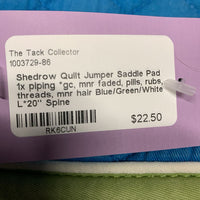 The Tack Collector
1003729-86
Shedrow Quilt Jumper Saddle Pad
1x piping *gc, mnr faded, pills, rubs,
threads, mnr hair Blue/Green/White
L*20" Spine
RK6CUN
$22.50